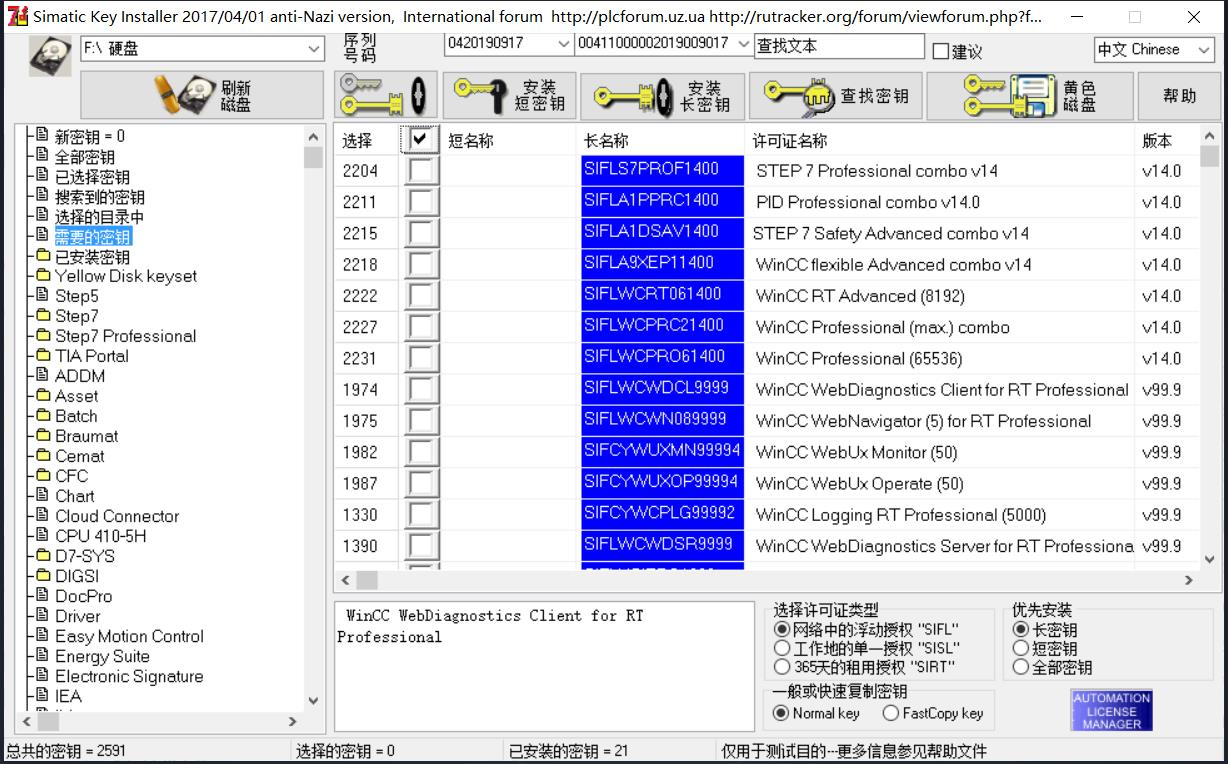 Simatic Key Installer 2017/04/01 anti-Nazi version, International forum http://plcforum.uz.ua http://rutracker.org/forum/viewforum.php?f...
F:\ 硬盘
序列号码
0420190917
00411000002019009017
查找文本
建议
中文 Chinese
刷新磁盘
安装短密钥
安装长密钥
查找密钥
黄色磁盘
帮助
新密钥 = 0
全部密钥
已选择密钥
搜索到的密钥
选择的目录中
需要的密钥
已安装密钥
Yellow Disk keyset
Step5
Step7
Step7 Professional
TIA Portal
ADDM
Asset
Batch
Braumat
Cemat
CFC
Chart
Cloud Connector
CPU 410-5H
D7-SYS
DIGSI
DocPro
Driver
Easy Motion Control
Energy Suite
Electronic Signature
IEA
选择 短名称 长名称 许可证名称 版本
2204 SIFLS7PROF1400 STEP 7 Professional combo v14 v14.0
2211 SIFLA1PPRC1400 PID Professional combo v14.0 v14.0
2215 SIFLA1DSAV1400 STEP 7 Safety Advanced combo v14 v14.0
2218 SIFLA9XEP11400 WinCC flexible Advanced combo v14 v14.0
2222 SIFLWCRT061400 WinCC RT Advanced (8192) v14.0
2227 SIFLWCPRC21400 WinCC Professional (max.) combo v14.0
2231 SIFLWCPRO61400 WinCC Professional (65536) v14.0
1974 SIFLWCWDCL9999 WinCC WebDiagnostics Client for RT Professional v99.9
1975 SIFLWCWN089999 WinCC WebNavigator (5) for RT Professional v99.9
1982 SIFCYWUXMN99994 WinCC WebUx Monitor (50) v99.9
1987 SIFCYWUXOP99994 WinCC WebUx Operate (50) v99.9
1330 SIFCYWCPLG99992 WinCC Logging RT Professional (5000) v99.9
1390 SIFLWCWDSR9999 WinCC WebDiagnostics Server for RT Professiona v99.9
WinCC WebDiagnostics Client for RT
Professional
选择许可证类型
网络中的浮动授权 "SIFL"
工作地的单一授权 "SISL"
365天的租用授权 "SIRT"
一般或快速复制密钥
Normal key FastCopy key
优先安装
长密钥
短密钥
全部密钥
AUTOMATION
LICENSE
MANAGER
总共的密钥 = 2591 选择的密钥 = 0 已安装的密钥 = 21 仅用于测试目的--更多信息参见帮助文件